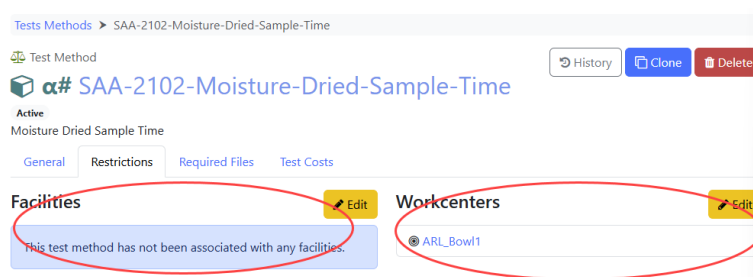 Tests Methods ➤ SAA-2102-Moisture-Dried-Sample-Time
Test Method
History
Clone
Delete
α# SAA-2102-Moisture-Dried-Sample-Time
Active
Moisture Dried Sample Time
General
Restrictions
Required Files
Test Costs
Facilities
Edit
Workcenters
Edit
This test method has not been associated with any facilities.
ARL_Bowl1